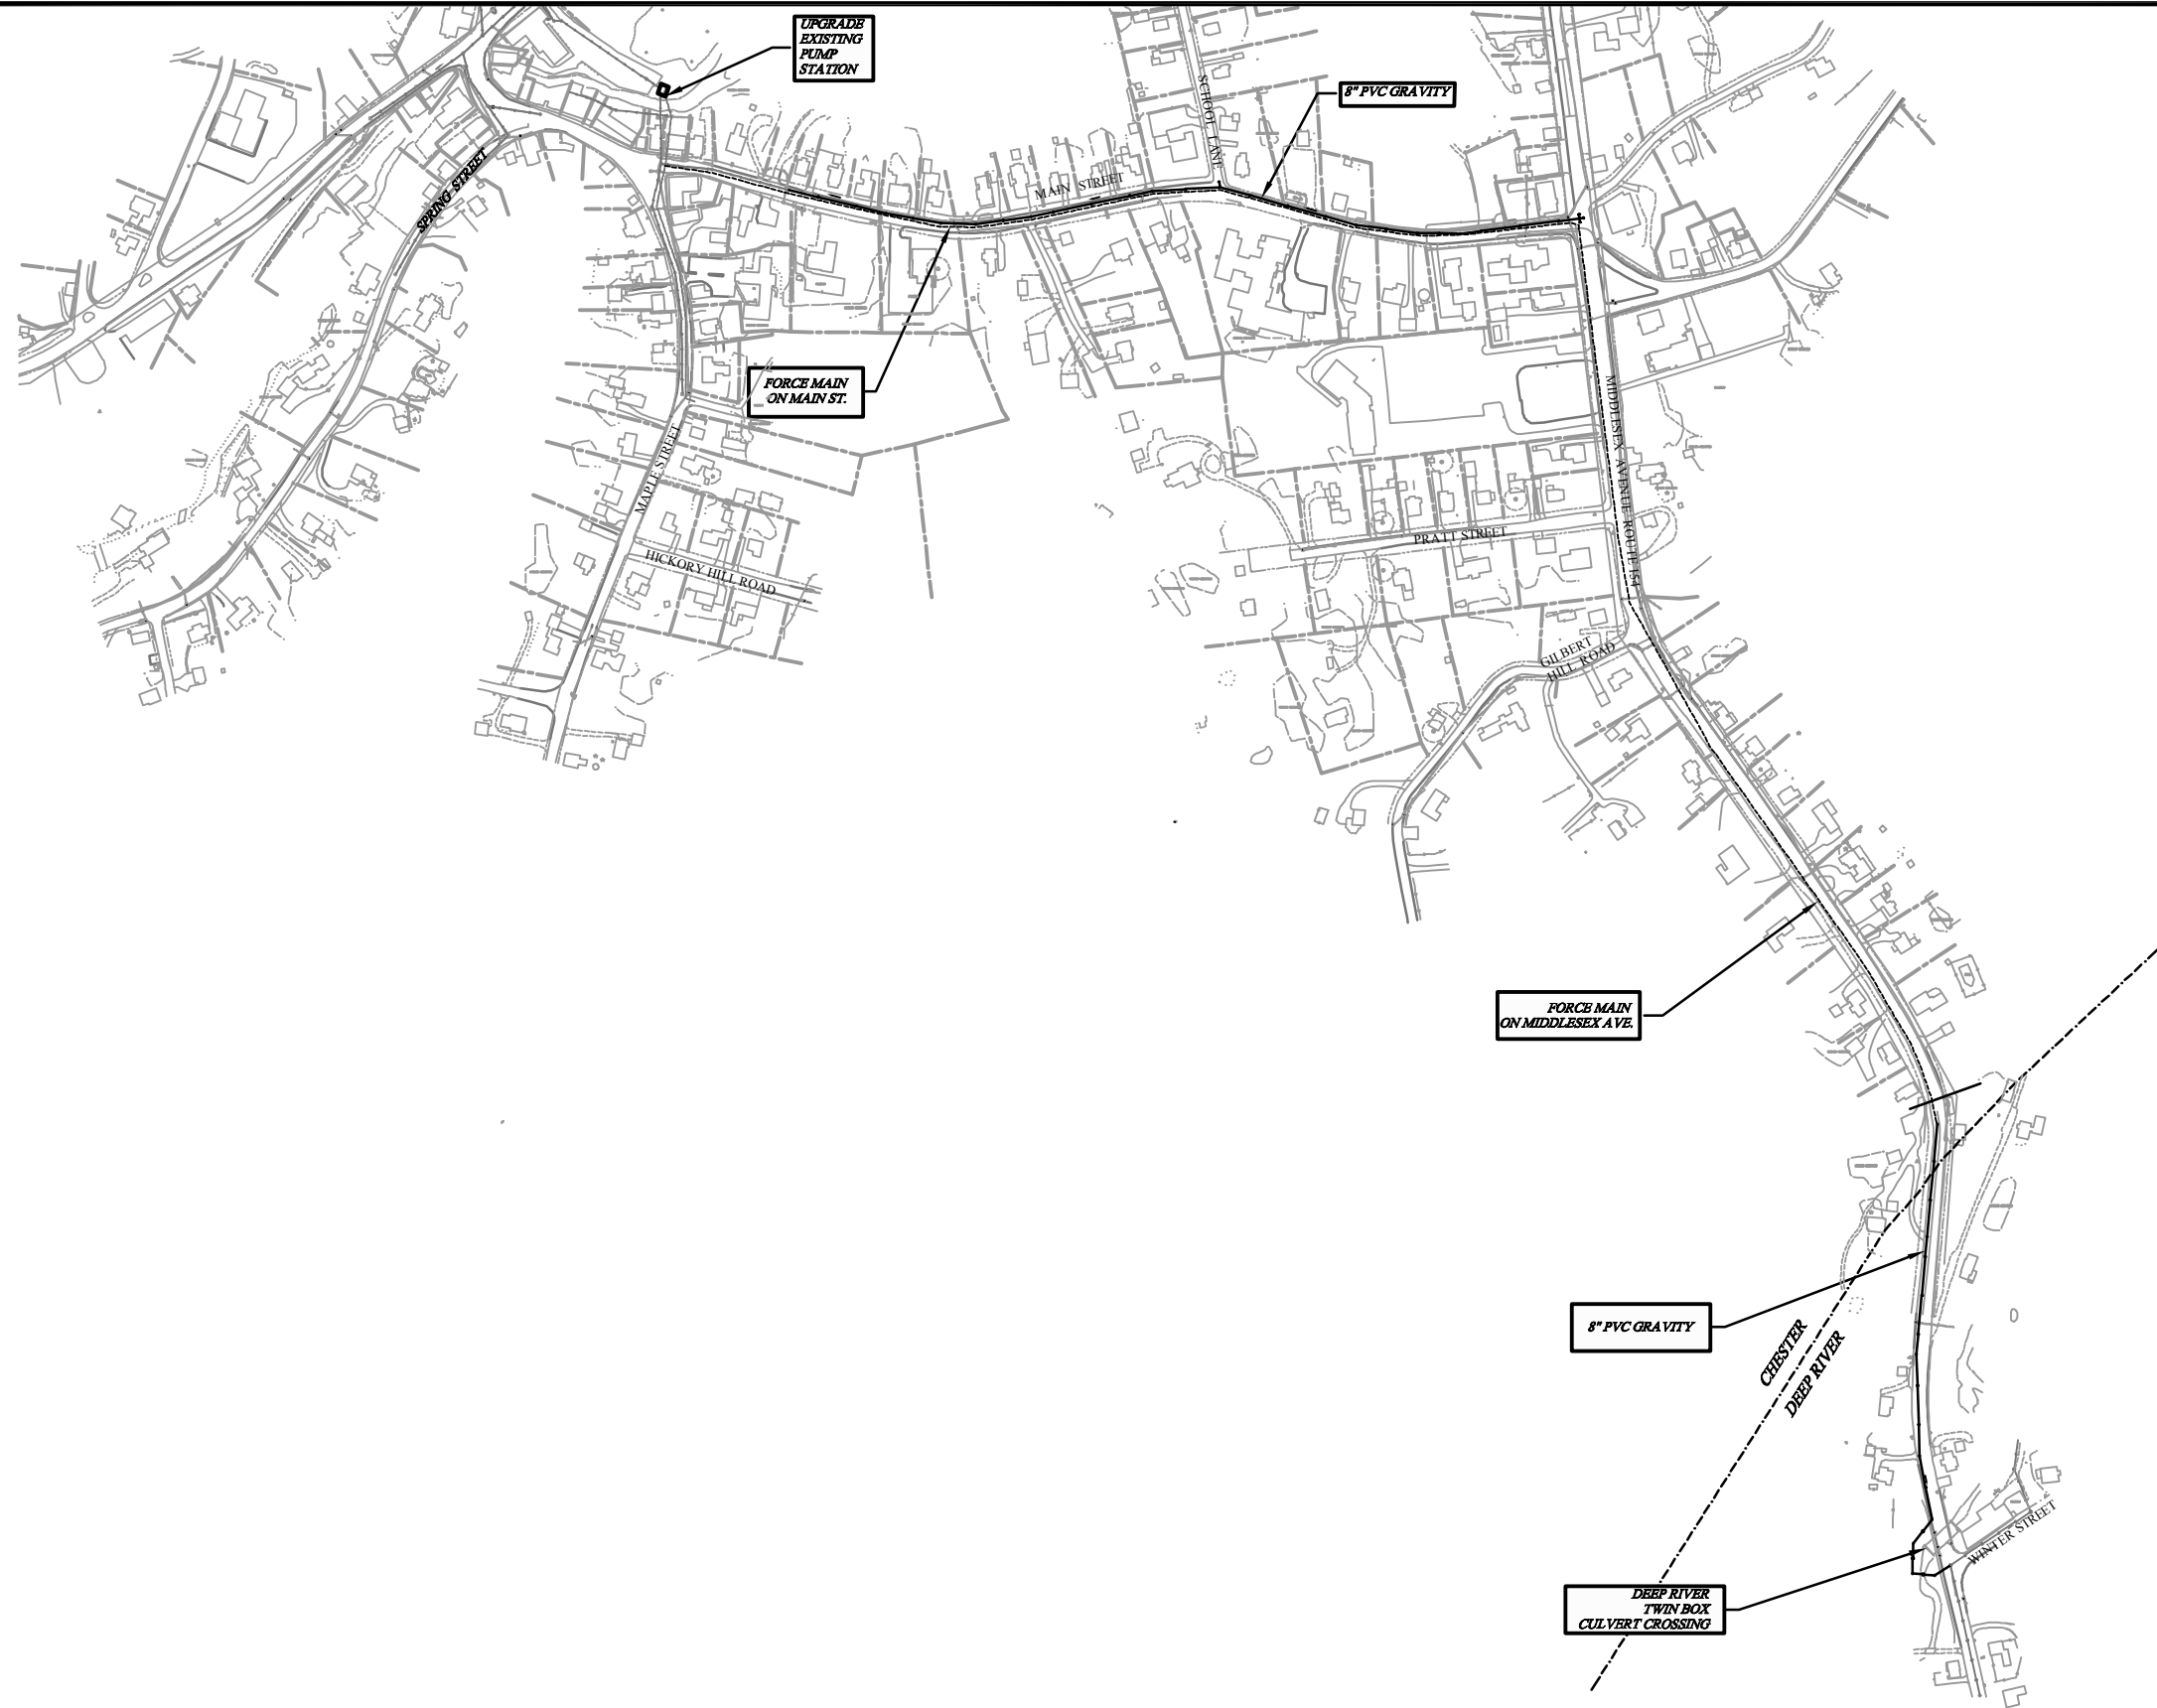 UPGRADE
EXISTING
PUMP
STATION
SCHOOL LANE
8" PVC GRAVITY
SPRING STREET
MAIN STREET
FORCE MAIN
ON MAIN ST.
MIDDLESEX AVENUE ROUTE 154
MAPLE STREET
PRATT STREET
HICKORY HILL ROAD
GILBERT
HILL ROAD
FORCE MAIN
ON MIDDLESEX AVE.
8" PVC GRAVITY
CHESTER
DEEP RIVER
WINTER STREET
DEEP RIVER
TWIN BOX
CULVERT CROSSING